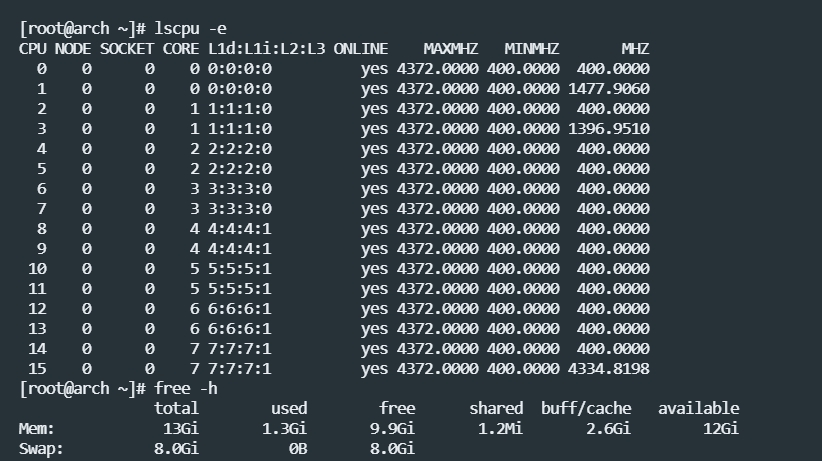 [root@arch ~]# lscpu -e
CPU NODE SOCKET CORE L1d:L1i:L2:L3 ONLINE    MAXMHZ   MINMHZ       MHZ
  0    0      0    0 0:0:0:0          yes 4372.0000 400.0000  400.0000
  1    0      0    0 0:0:0:0          yes 4372.0000 400.0000 1477.9060
  2    0      0    1 1:1:1:0          yes 4372.0000 400.0000  400.0000
  3    0      0    1 1:1:1:0          yes 4372.0000 400.0000 1396.9510
  4    0      0    2 2:2:2:0          yes 4372.0000 400.0000  400.0000
  5    0      0    2 2:2:2:0          yes 4372.0000 400.0000  400.0000
  6    0      0    3 3:3:3:0          yes 4372.0000 400.0000  400.0000
  7    0      0    3 3:3:3:0          yes 4372.0000 400.0000  400.0000
  8    0      0    4 4:4:4:1          yes 4372.0000 400.0000  400.0000
  9    0      0    4 4:4:4:1          yes 4372.0000 400.0000  400.0000
 10    0      0    5 5:5:5:1          yes 4372.0000 400.0000  400.0000
 11    0      0    5 5:5:5:1          yes 4372.0000 400.0000  400.0000
 12    0      0    6 6:6:6:1          yes 4372.0000 400.0000  400.0000
 13    0      0    6 6:6:6:1          yes 4372.0000 400.0000  400.0000
 14    0      0    7 7:7:7:1          yes 4372.0000 400.0000  400.0000
 15    0      0    7 7:7:7:1          yes 4372.0000 400.0000 4334.8198
[root@arch ~]# free -h
               total        used        free      shared  buff/cache   available
Mem:            13Gi       1.3Gi       9.9Gi       1.2Mi       2.6Gi        12Gi
Swap:          8.0Gi          0B       8.0Gi